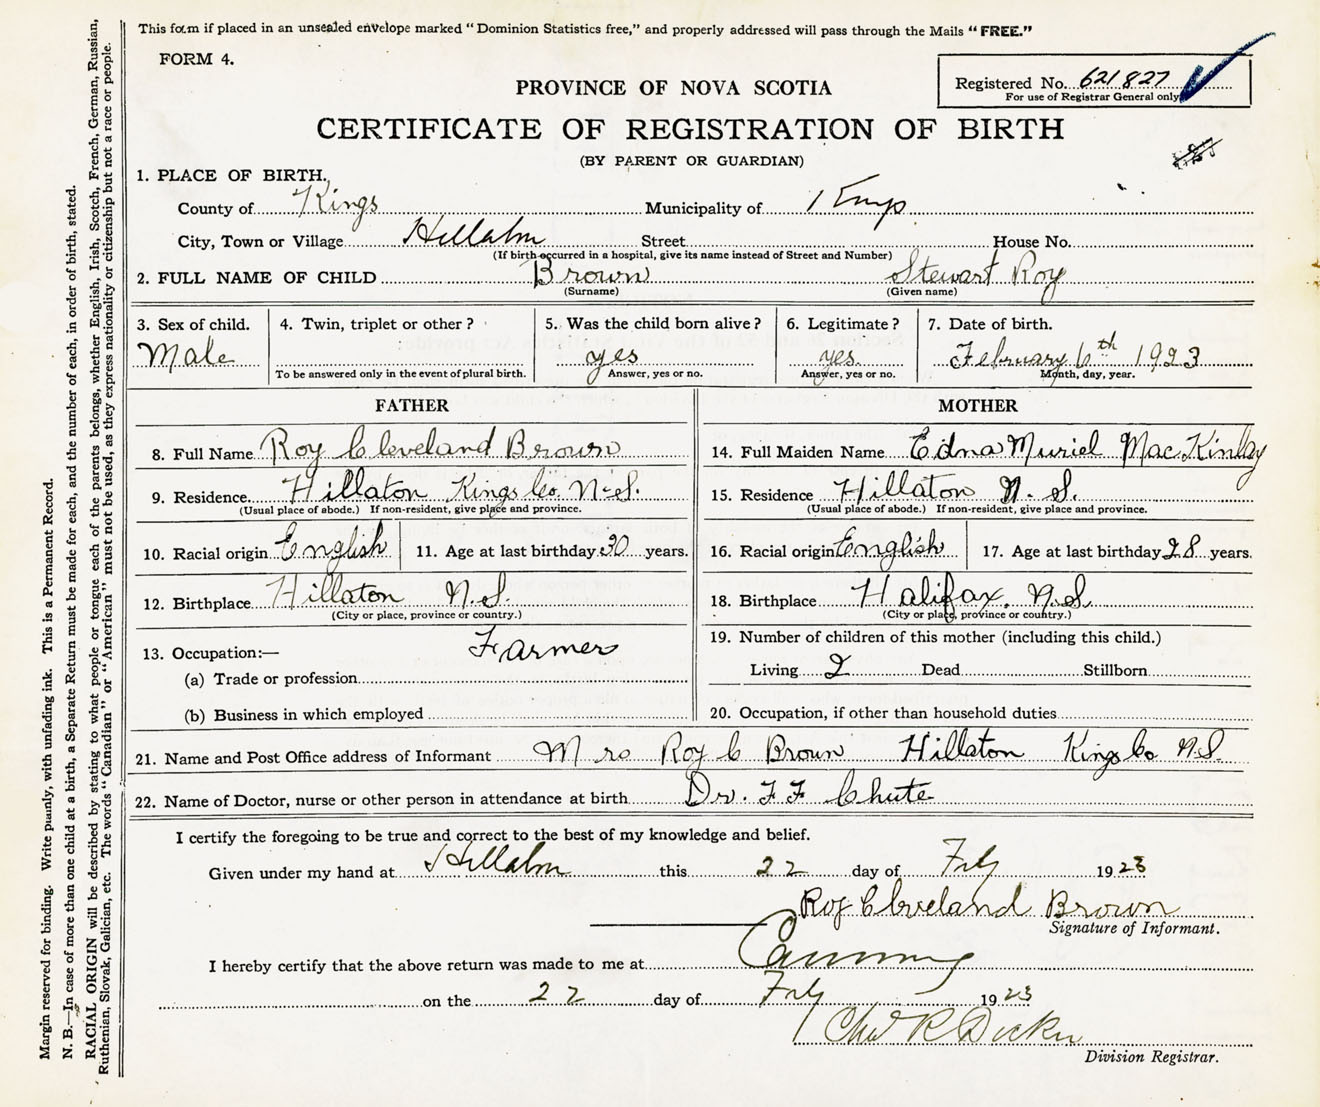 This form if placed in an unsealed envelope marked “Dominion Statistics free,” and properly addressed will pass through the Mails “FREE.”
FORM 4.
Registered No. 621827
For use of Registrar General only
PROVINCE OF NOVA SCOTIA
CERTIFICATE OF REGISTRATION OF BIRTH
(BY PARENT OR GUARDIAN)
1. PLACE OF BIRTH.
County of Kings Municipality of Kings
City, Town or Village Hillaton Street House No.
(If birth occurred in a hospital, give its name instead of Street and Number)
2. FULL NAME OF CHILD Brown Stewart Roy
(Surname) (Given name)
3. Sex of child. 4. Twin, triplet or other? 5. Was the child born alive? 6. Legitimate? 7. Date of birth.
Male yes yes February 6th 1923
To be answered only in the event of plural birth. Answer, yes or no. Answer, yes or no. Month, day, year.
FATHER
8. Full Name Roy Cleveland Brown
9. Residence Hillaton Kings Co. N.S.
(Usual place of abode.) If non-resident, give place and province.
10. Racial origin English 11. Age at last birthday 30 years.
12. Birthplace Hillaton N.S.
(City or place, province or country.)
13. Occupation:— Farmer
(a) Trade or profession
(b) Business in which employed
MOTHER
14. Full Maiden Name Edna Muriel MacKinlay
15. Residence Hillaton N.S.
(Usual place of abode.) If non-resident, give place and province.
16. Racial origin English 17. Age at last birthday 28 years.
18. Birthplace Halifax, N.S.
(City or place, province or country.)
19. Number of children of this mother (including this child.)
Living 2 Dead Stillborn
20. Occupation, if other than household duties
21. Name and Post Office address of Informant Mrs Roy C Brown Hillaton Kings Co N.S.
22. Name of Doctor, nurse or other person in attendance at birth Dr. F F Chute
I certify the foregoing to be true and correct to the best of my knowledge and belief.
Given under my hand at Hillaton this 22 day of 1923
Roy Cleveland Brown
Signature of Informant.
I hereby certify that the above return was made to me at Canning
on the 22 day of 1923
Chas R Dickie
Division Registrar.
Margin reserved for binding. Write plainly, with unfading ink. This is a Permanent Record.
N. B.—In case of more than one child at a birth, a Separate Return must be made for each, and the number of each, in order of birth, stated.
RACIAL ORIGIN will be described by stating to what people or tongue each of the parents belongs, whether English, Irish, Scotch, French, German, Russian,
Ruthenian, Slovak, Galician, etc. The words “Canadian” or “American” must not be used, as they express nationality or citizenship but not a race or people.